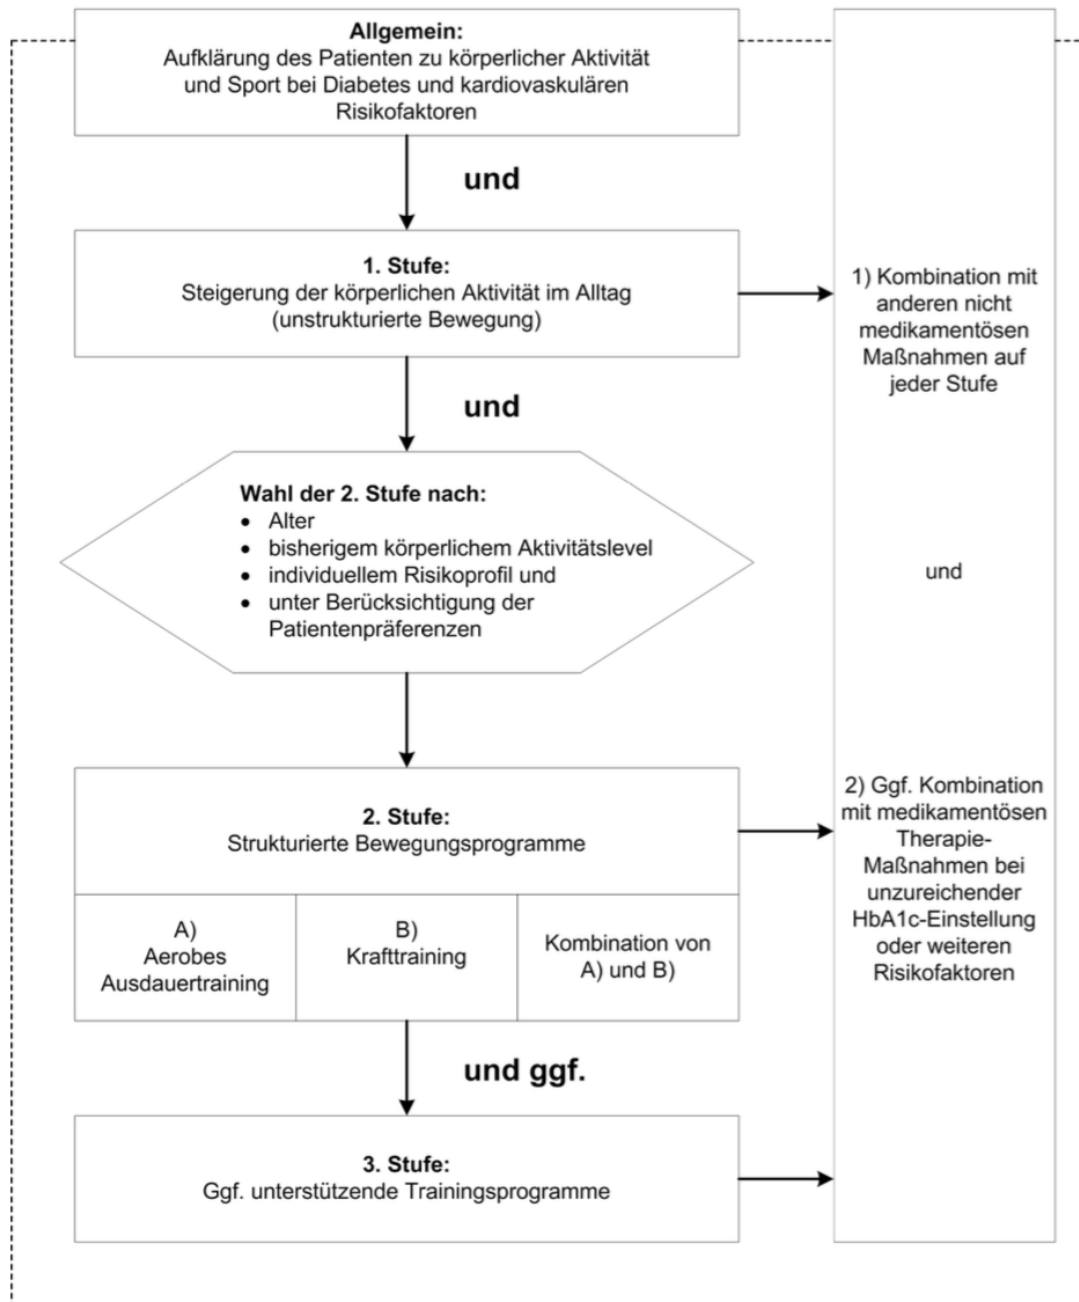 Allgemein:
Aufklärung des Patienten zu körperlicher Aktivität
und Sport bei Diabetes und kardiovaskulären
Risikofaktoren
und
1. Stufe:
Steigerung der körperlichen Aktivität im Alltag
(unstrukturierte Bewegung)
und
Wahl der 2. Stufe nach:
• Alter
• bisherigem körperlichem Aktivitätslevel
• individuellem Risikoprofil und
• unter Berücksichtigung der
Patientenpräferenzen
2. Stufe:
Strukturierte Bewegungsprogramme
A)
Aerobes
Ausdauertraining
B)
Krafttraining
Kombination von
A) und B)
und ggf.
3. Stufe:
Ggf. unterstützende Trainingsprogramme
1) Kombination mit
anderen nicht
medikamentösen
Maßnahmen auf
jeder Stufe
und
2) Ggf. Kombination
mit medikamentösen
Therapie-
Maßnahmen bei
unzureichender
HbA1c-Einstellung
oder weiteren
Risikofaktoren